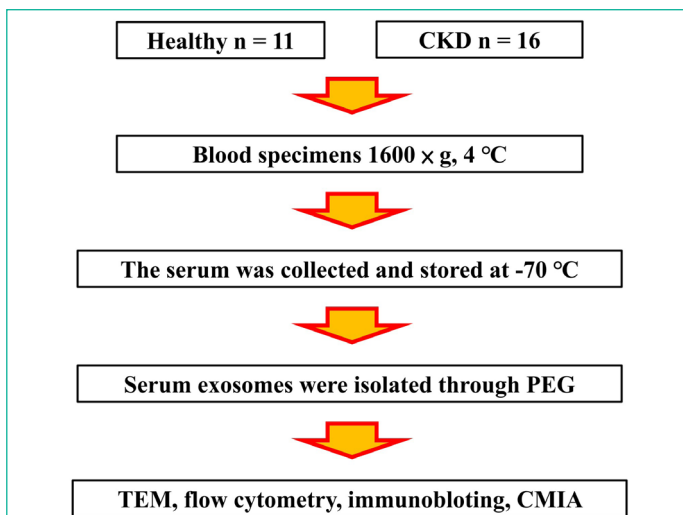 Healthy n = 11
CKD n = 16
Blood specimens 1600 × g, 4 ℃
The serum was collected and stored at -70 ℃
Serum exosomes were isolated through PEG
TEM, flow cytometry, immunobloting, CMIA